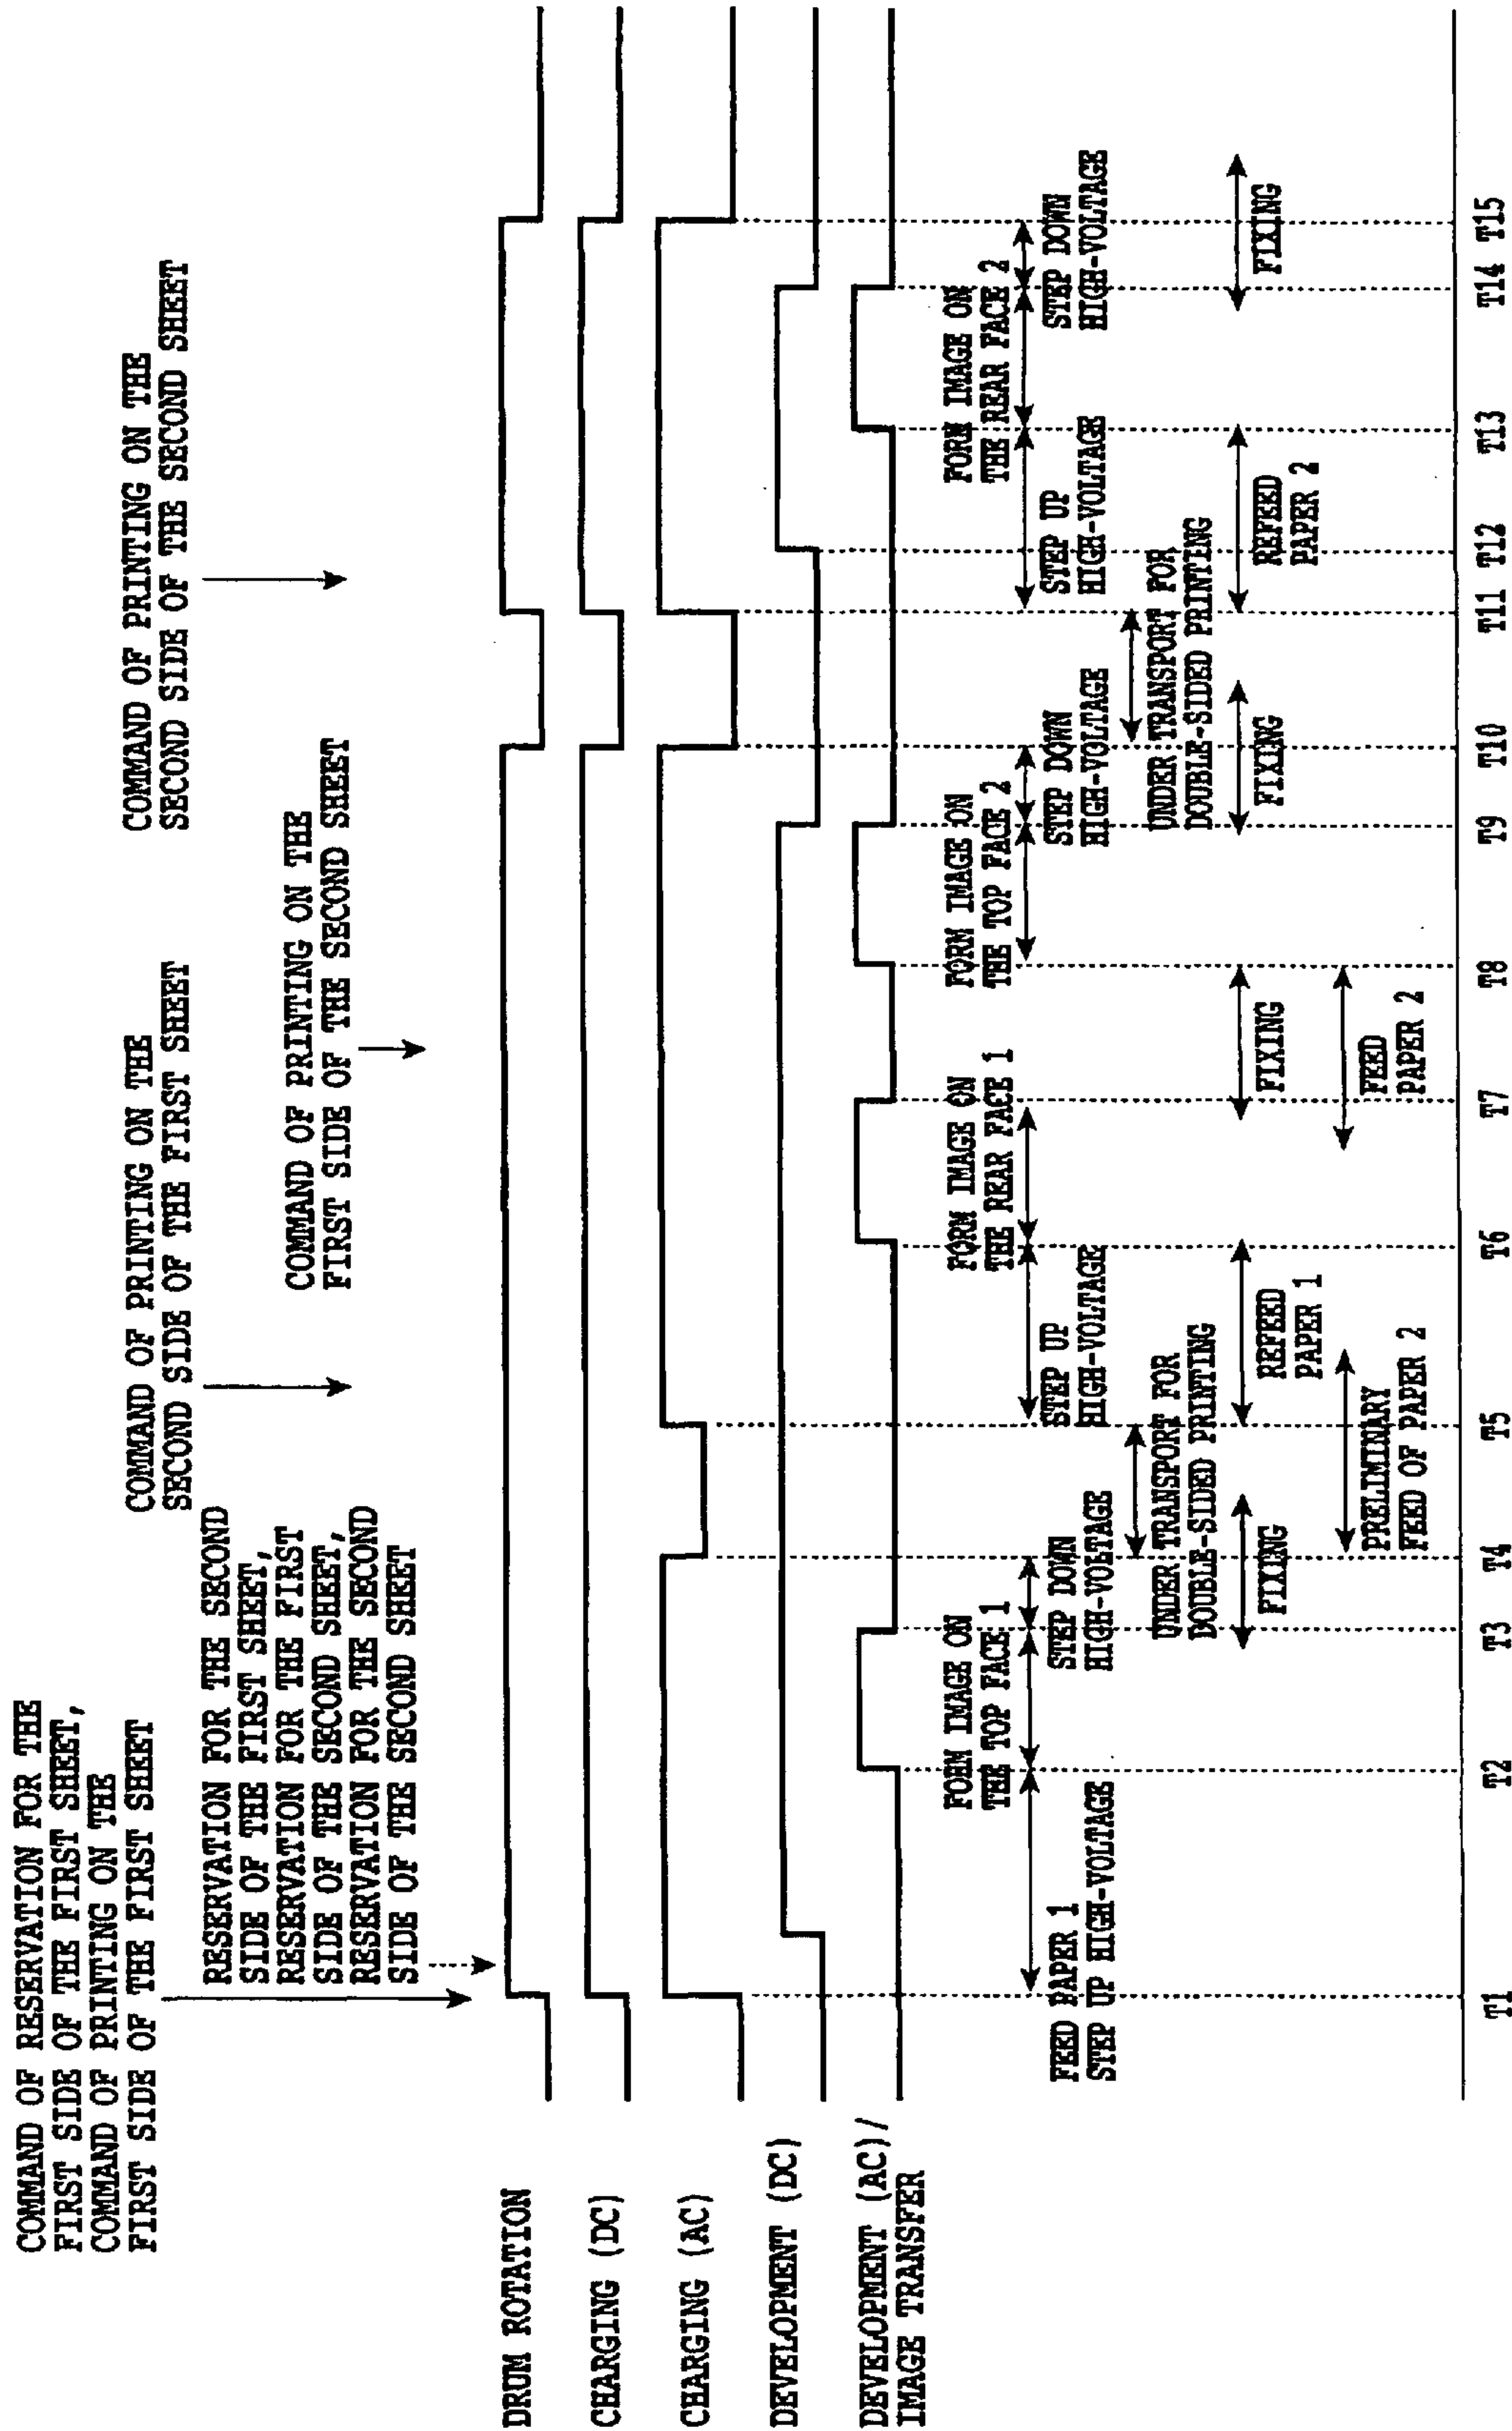 COMMAND OF RESERVATION FOR THE
FIRST SIDE OF THE FIRST SHEET,
COMMAND OF PRINTING ON THE
FIRST SIDE OF THE FIRST SHEET
RESERVATION FOR THE SECOND
SIDE OF THE FIRST SHEET,
RESERVATION FOR THE FIRST
SIDE OF THE SECOND SHEET,
RESERVATION FOR THE SECOND
SIDE OF THE SECOND SHEET
COMMAND OF PRINTING ON THE
SECOND SIDE OF THE FIRST SHEET
COMMAND OF PRINTING ON THE
FIRST SIDE OF THE SECOND SHEET
COMMAND OF PRINTING ON THE
SECOND SIDE OF THE SECOND SHEET
DRUM ROTATION
CHARGING (DC)
CHARGING (AC)
DEVELOPMENT (DC)
DEVELOPMENT (AC)/
IMAGE TRANSFER
FEED PAPER 1
STEP UP HIGH-VOLTAGE
FORM IMAGE ON
THE TOP FACE 1
STEP DOWN
HIGH-VOLTAGE
UNDER TRANSPORT FOR
DOUBLE-SIDED PRINTING
FIXING
PRELIMINARY
FEED OF PAPER 2
STEP UP
HIGH-VOLTAGE
REFEED
PAPER 1
FORM IMAGE ON
THE REAR FACE 1
FIXING
FEED
PAPER 2
FORM IMAGE ON
THE TOP FACE 2
STEP DOWN
HIGH-VOLTAGE
UNDER TRANSPORT FOR
DOUBLE-SIDED PRINTING
FIXING
STEP UP
HIGH-VOLTAGE
REFEED
PAPER 2
FORM IMAGE ON
THE REAR FACE 2
STEP DOWN
HIGH-VOLTAGE
FIXING
T1 T2 T3 T4 T5 T6 T7 T8 T9 T10 T11 T12 T13 T14 T15